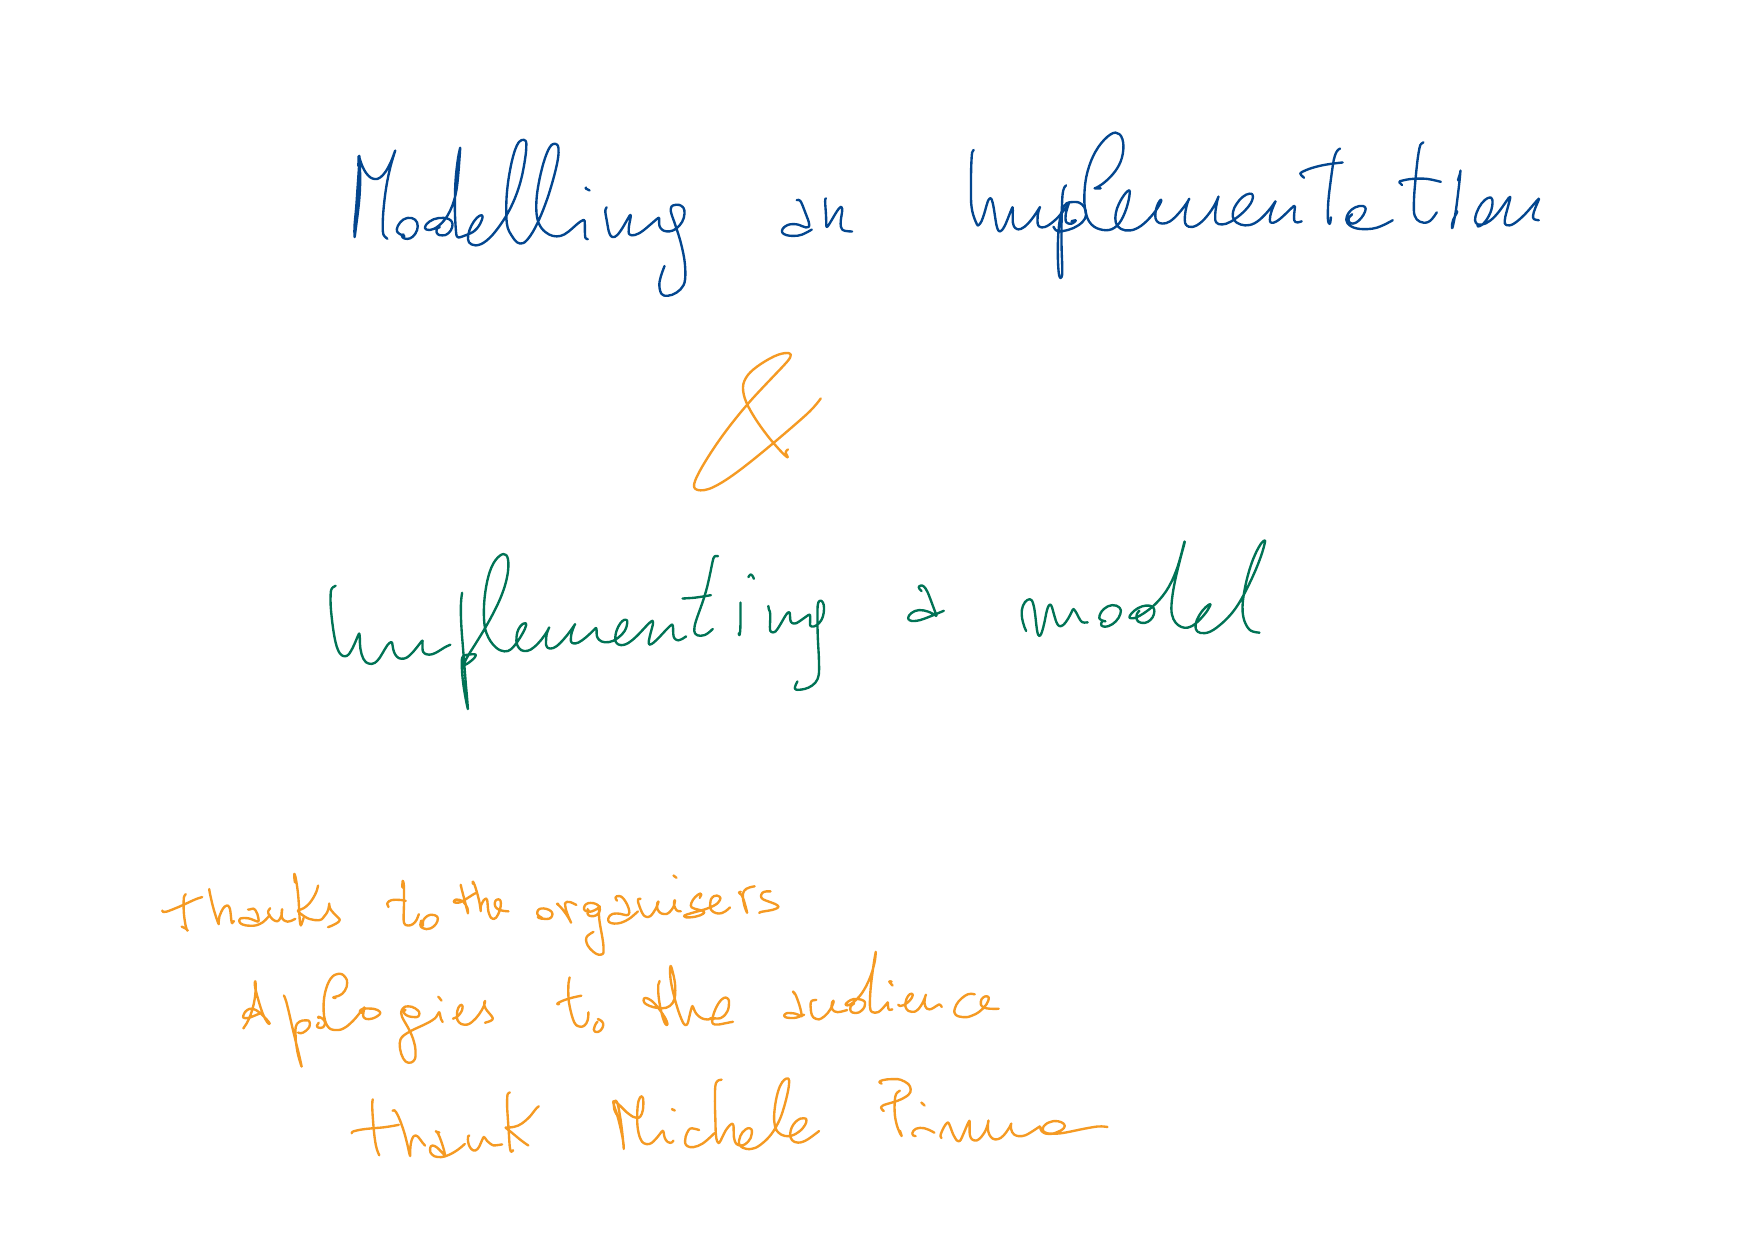 Modelling an Implementation
&
Implementing a model
thanks to the organisers
Apologies to the audience
thank Michele Pinna